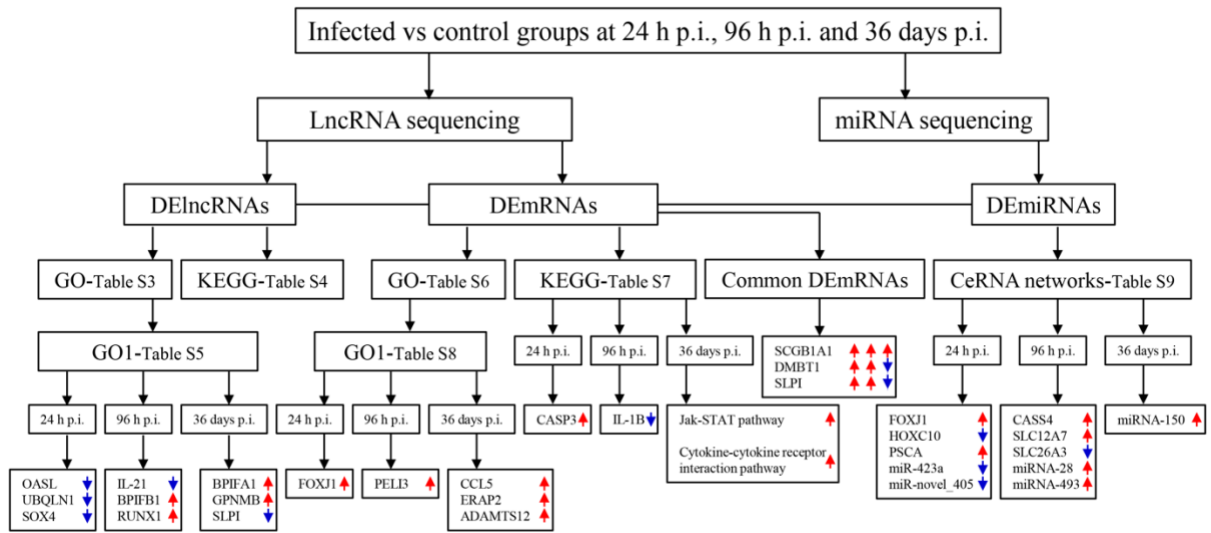 Infected vs control groups at 24 h p.i., 96 h p.i. and 36 days p.i.
LncRNA sequencing
miRNA sequencing
DElncRNAs
DEmRNAs
DEmiRNAs
GO-Table S3
KEGG-Table S4
GO-Table S6
KEGG-Table S7
Common DEmRNAs
CeRNA networks-Table S9
GO1-Table S5
GO1-Table S8
24 h p.i.
96 h p.i.
36 days p.i.
SCGB1A1
DMBT1
SLPI
24 h p.i.
96 h p.i.
36 days p.i.
24 h p.i.
96 h p.i.
36 days p.i.
24 h p.i.
96 h p.i.
36 days p.i.
CASP3
IL-1B
Jak-STAT pathway
Cytokine-cytokine receptor
interaction pathway
FOXJ1
HOXC10
PSCA
miR-423a
miR-novel_405
CASS4
SLC12A7
SLC26A3
miRNA-28
miRNA-493
miRNA-150
OASL
UBQLN1
SOX4
IL-21
BPIFB1
RUNX1
BPIFA1
GPNMB
SLPI
FOXJ1
PELI3
CCL5
ERAP2
ADAMTS12